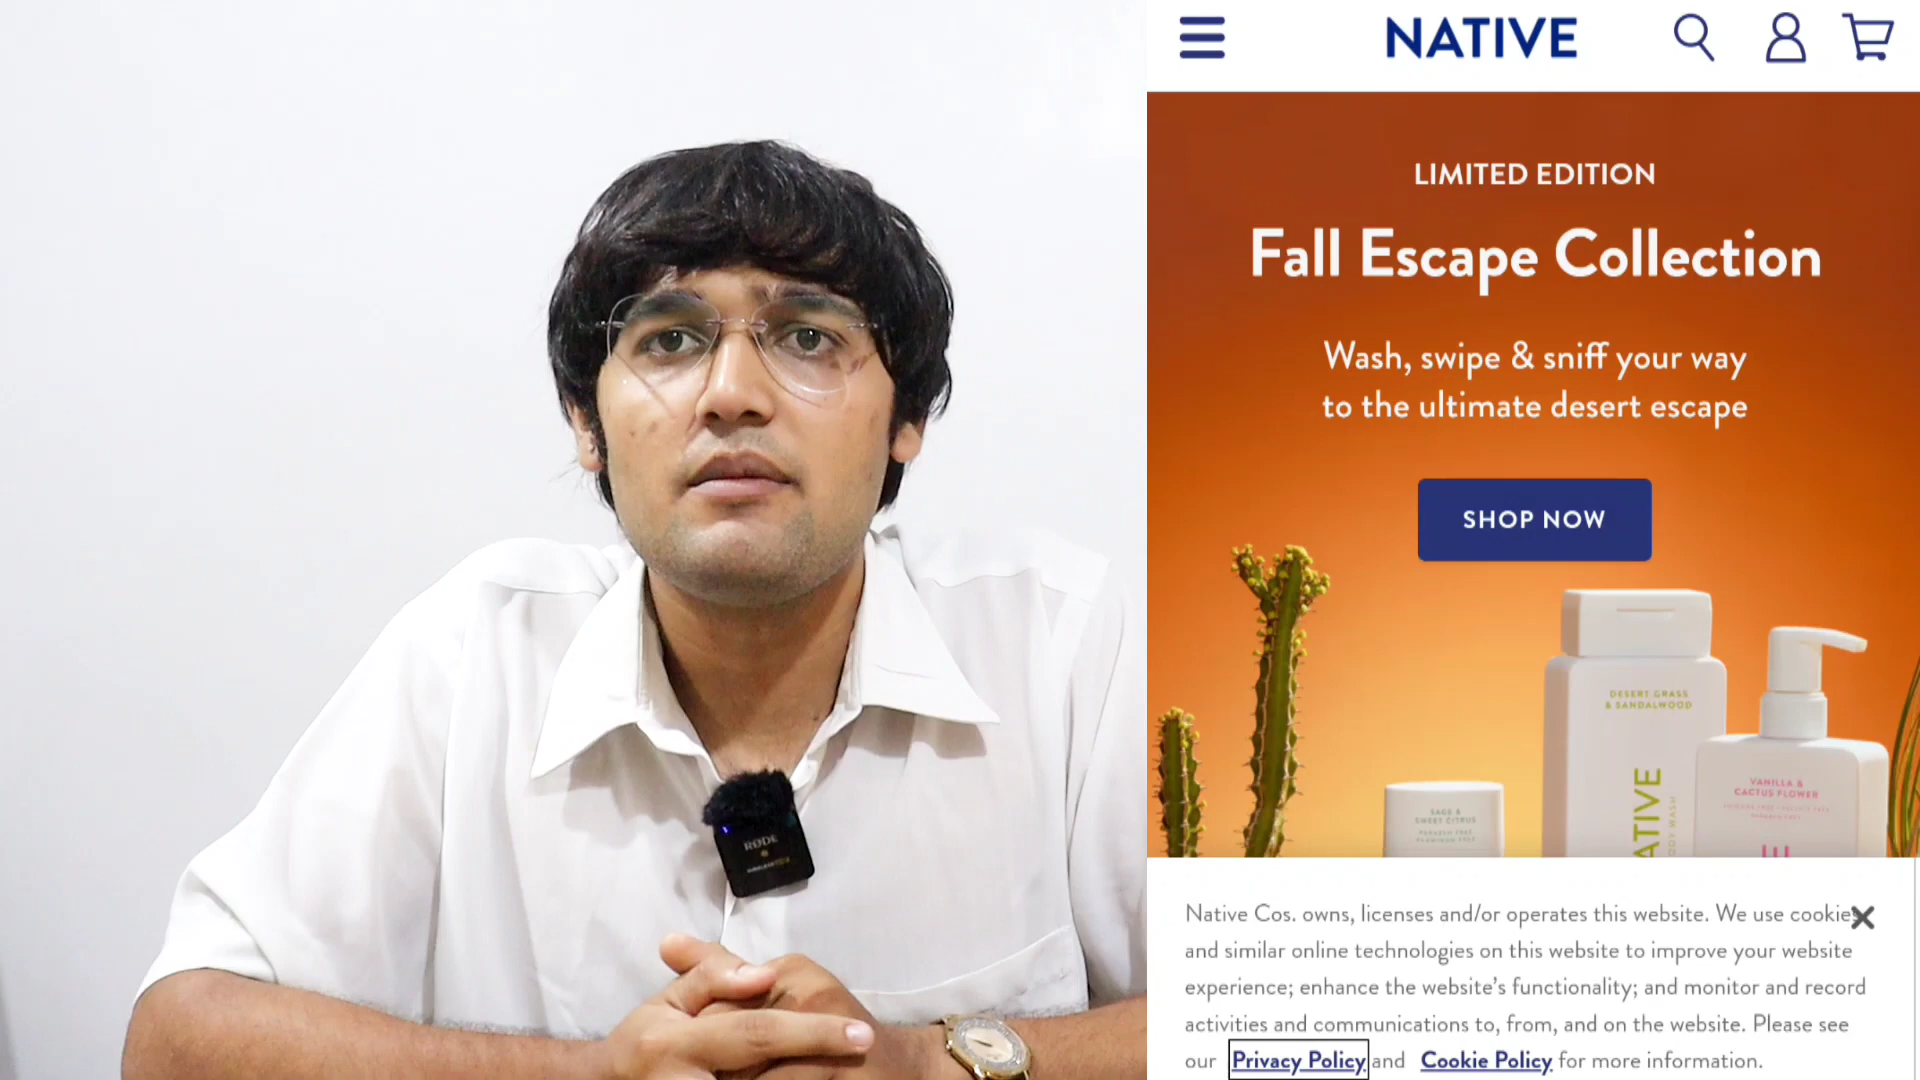 RØDE
NATIVE
LIMITED EDITION
Fall Escape Collection
Wash, swipe & sniff your way
to the ultimate desert escape
SHOP NOW
DESERT GRASS
& SANDALWOOD
NATIVE
BODY WASH
VANILLA &
CACTUS FLOWER
SAGE &
SWEET CITRUS
Native Cos. owns, licenses and/or operates this website. We use cookies
and similar online technologies on this website to improve your website
experience; enhance the website's functionality; and monitor and record
activities and communications to, from, and on the website. Please see
our Privacy Policy and Cookie Policy for more information.